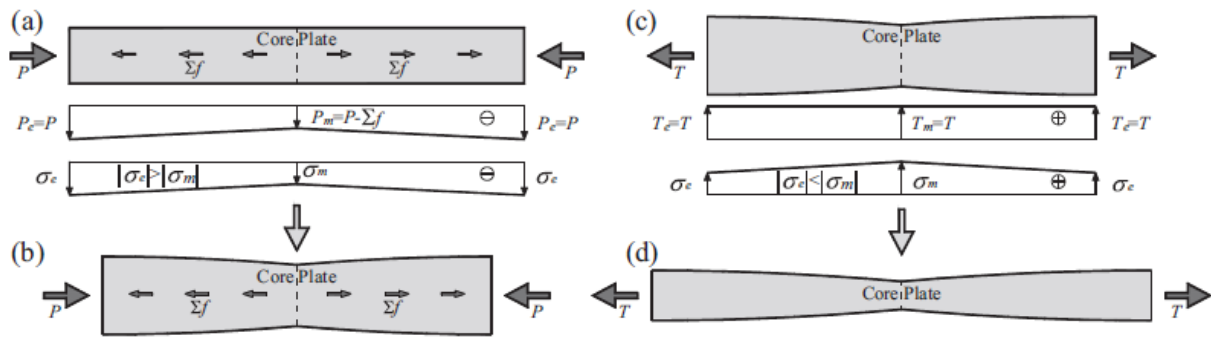 (a)
Core Plate
P Σf Σf P
Pe=P Pm=P-Σf ⊖ Pe=P
σe |σe|>|σm| σm ⊖ σe
(b)
Core Plate
P Σf Σf P
(c)
Core Plate
T T
Te=T Tm=T ⊕ Te=T
σe |σe|<|σm| σm ⊕ σe
(d)
Core Plate
T T